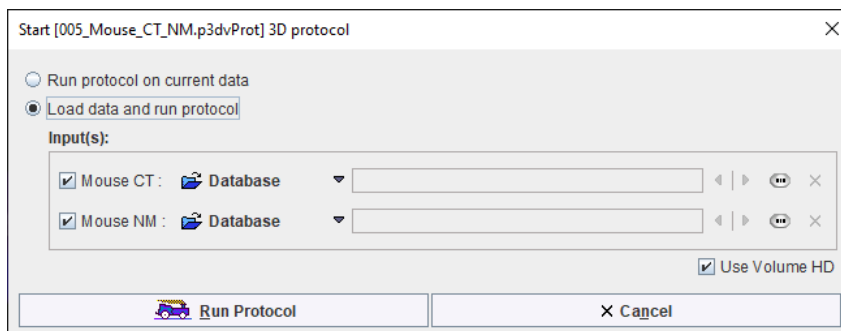 Start [005_Mouse_CT_NM.p3dvProt] 3D protocol
Run protocol on current data
Load data and run protocol
Input(s):
Mouse CT : Database
Mouse NM : Database
Use Volume HD
Run Protocol
Cancel